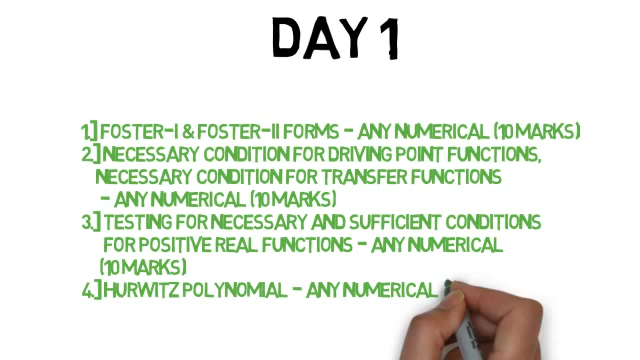 DAY 1
1.] FOSTER-I & FOSTER-II FORMS - ANY NUMERICAL (10 MARKS)
2.] NECESSARY CONDITION FOR DRIVING POINT FUNCTIONS,
NECESSARY CONDITION FOR TRANSFER FUNCTIONS
- ANY NUMERICAL (10 MARKS)
3.] TESTING FOR NECESSARY AND SUFFICIENT CONDITIONS
FOR POSITIVE REAL FUNCTIONS - ANY NUMERICAL
(10 MARKS)
4.] HURWITZ POLYNOMIAL - ANY NUMERICAL